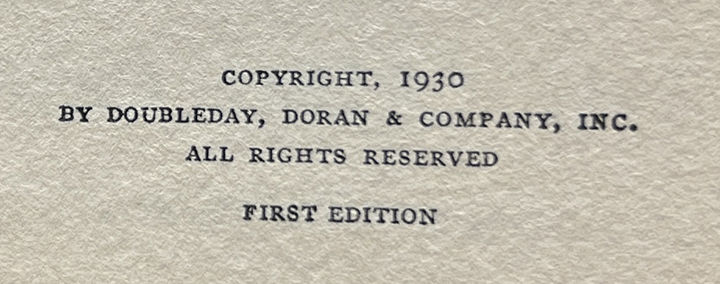 COPYRIGHT, 1930
BY DOUBLEDAY, DORAN & COMPANY, INC.
ALL RIGHTS RESERVED
FIRST EDITION